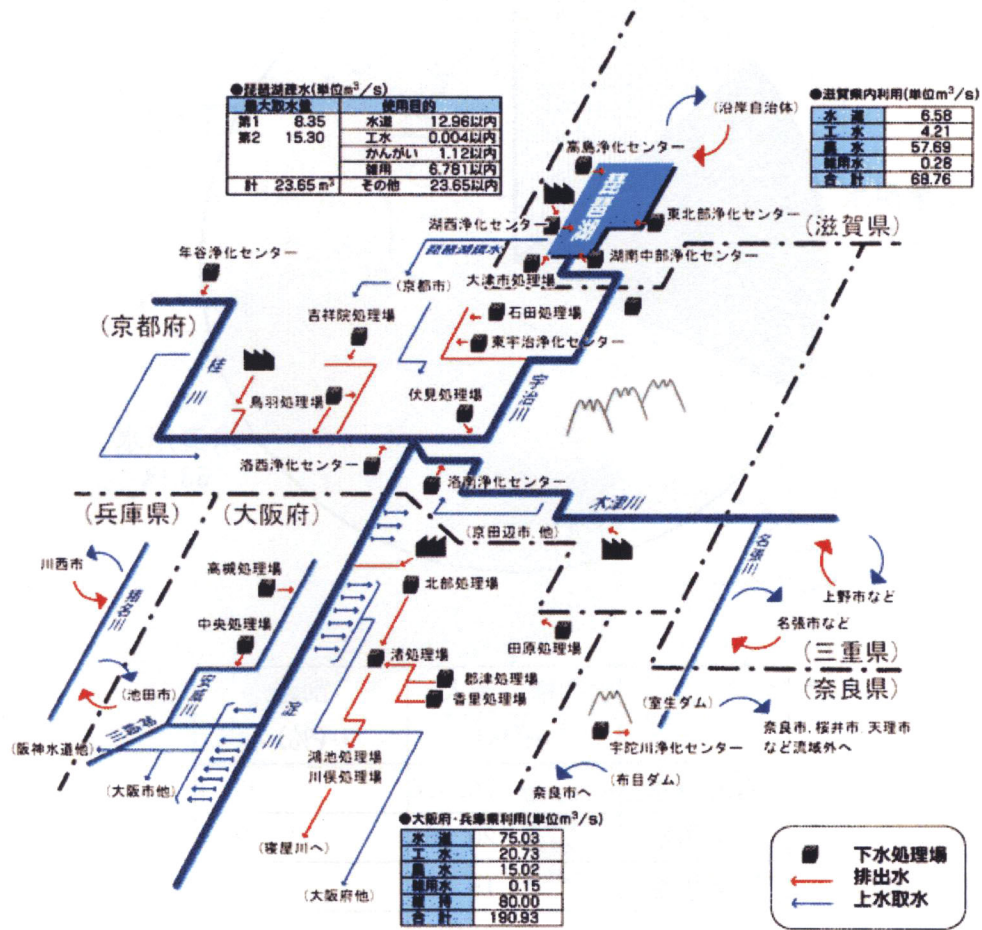 ●琵琶湖疏水(単位m³/s)
最大取水量 使用目的
第1 8.35 水道 12.96以内
第2 15.30 工水 0.004以内
かんがい 1.12以内
雑用 6.781以内
計 23.65m³ その他 23.65以内
●滋賀県内利用(単位m³/s)
水道 6.58
工水 4.21
農水 57.69
雑用水 0.28
合計 68.76
(沿岸自治体)
高島浄化センター
琵琶湖
湖西浄化センター
東北部浄化センター
(滋賀県)
琵琶湖疏水
湖南中部浄化センター
年谷浄化センター
(京都市)
大津市処理場
吉祥院処理場
石田処理場
(京都府)
東宇治浄化センター
桂川
宇治川
鳥羽処理場
伏見処理場
洛西浄化センター
洛南浄化センター
木津川
(兵庫県)
(大阪府)
(京田辺市、他)
名張川
川西市
猪名川
高槻処理場
北部処理場
上野市など
中央処理場
名張市など
渚処理場
田原処理場
(三重県)
郡津処理場
(奈良県)
香里処理場
(池田市)
安威川
(室生ダム)
神崎川
淀川
奈良市、桜井市、天理市
など流域外へ
(阪神水道他)
宇陀川浄化センター
鴻池処理場
川俣処理場
(布目ダム)
(大阪市他)
奈良市へ
●大阪府・兵庫県利用(単位m³/s)
水道 75.03
工水 20.73
農水 15.02
雑用水 0.15
維持 80.00
合計 190.93
(寝屋川へ)
(大阪府他)
下水処理場
排出水
上水取水